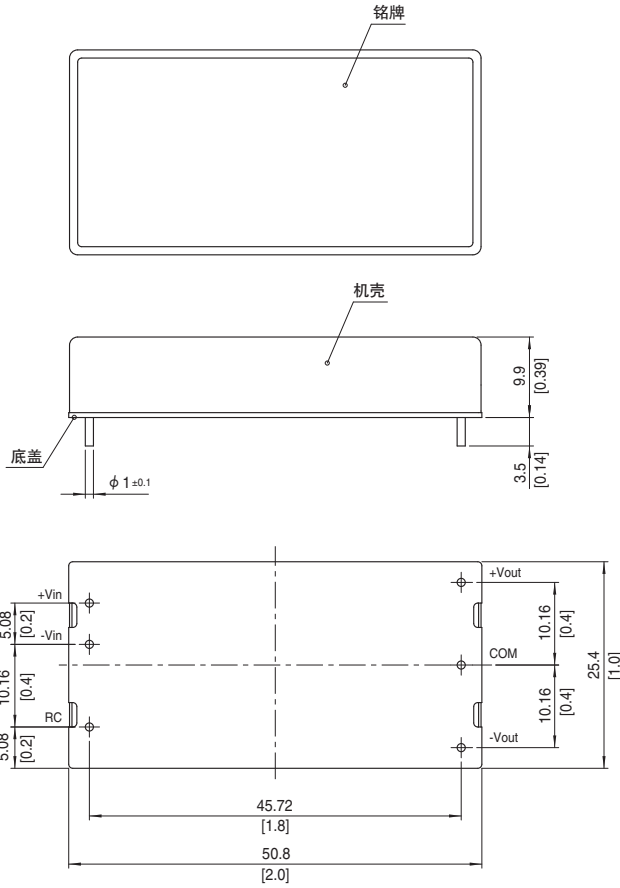 铭牌
机壳
9.9
[0.39]
底盖
3.5
[0.14]
ϕ 1 ±0.1
+Vin
+Vout
5.08
[0.2]
10.16
[0.4]
-Vin
COM
25.4
[1.0]
10.16
[0.4]
10.16
[0.4]
RC
-Vout
5.08
[0.2]
45.72
[1.8]
50.8
[2.0]